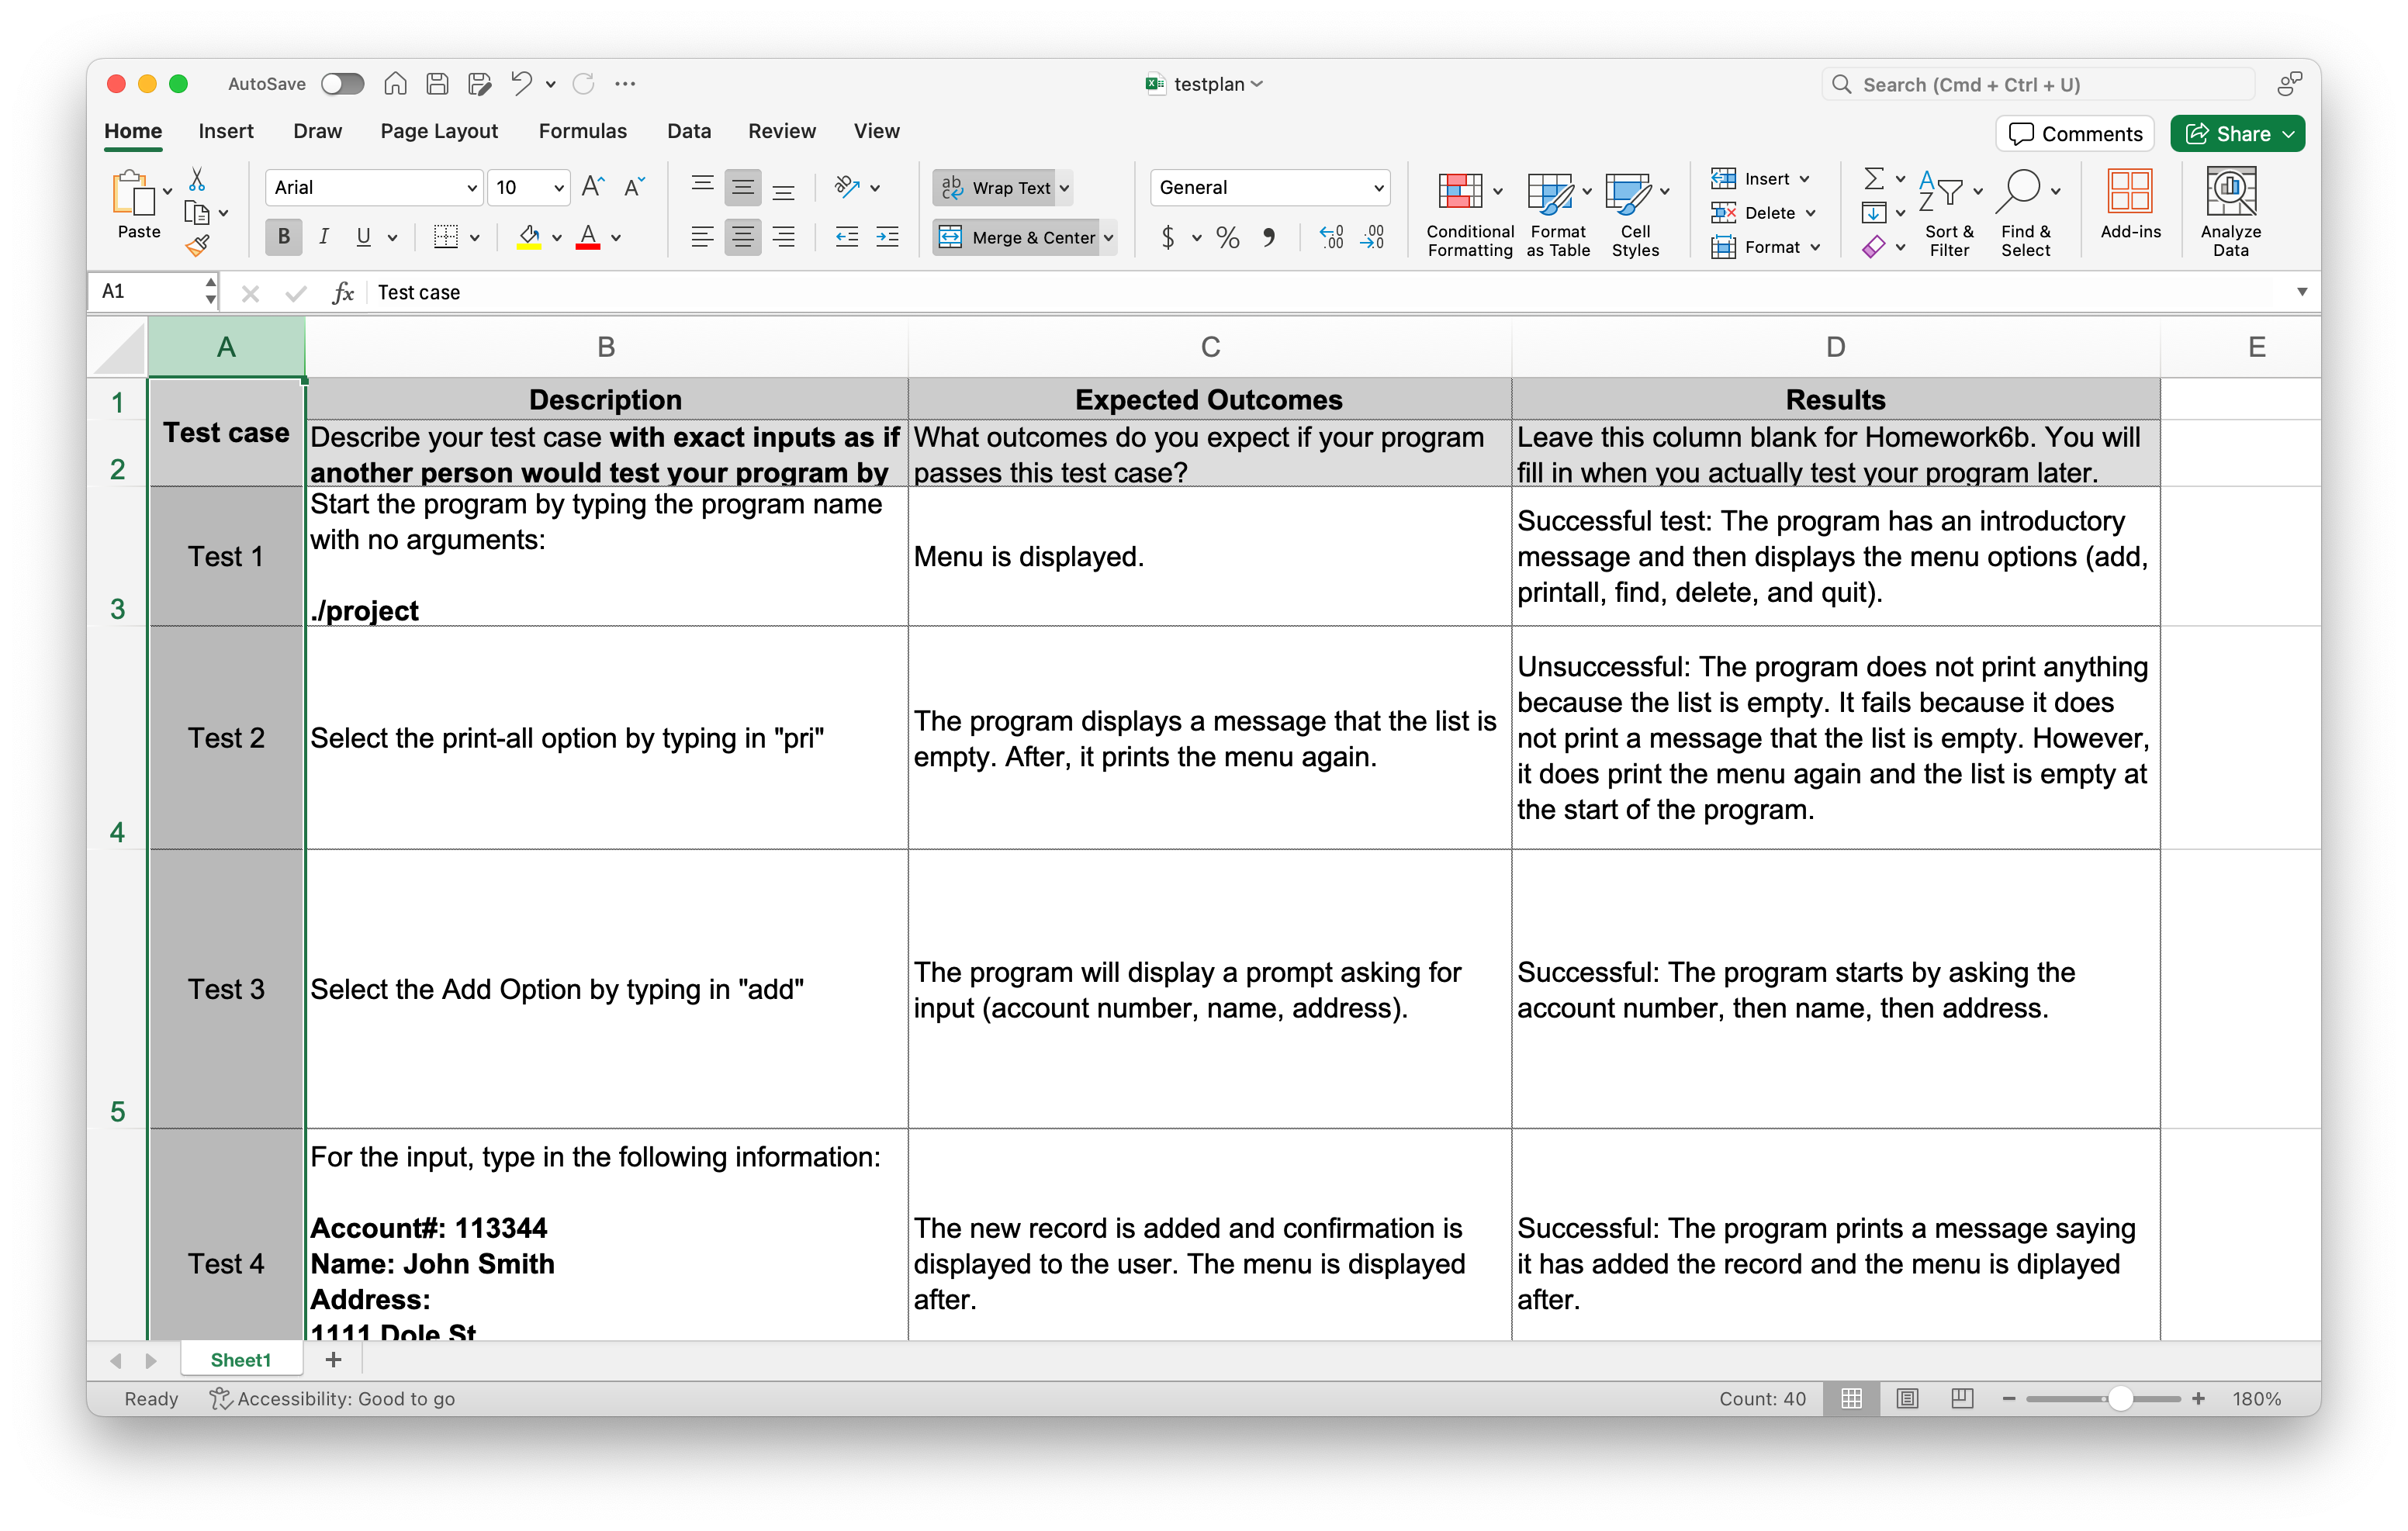 AutoSave
testplan
Search (Cmd + Ctrl + U)
Home Insert Draw Page Layout Formulas Data Review View
Comments
Share
Paste
Arial
10
B I U
A
Wrap Text
Merge & Center
General
$ %
Conditional Formatting
Format as Table
Cell Styles
Insert
Delete
Format
Sort & Filter
Find & Select
Add-ins
Analyze Data
A1
fx
Test case
A B C D E
1
2
Test case
Description
Expected Outcomes
Results
Describe your test case with exact inputs as if
another person would test your program by
What outcomes do you expect if your program
passes this test case?
Leave this column blank for Homework6b. You will
fill in when you actually test your program later.
3
Test 1
Start the program by typing the program name
with no arguments:
./project
Menu is displayed.
Successful test: The program has an introductory
message and then displays the menu options (add,
printall, find, delete, and quit).
4
Test 2
Select the print-all option by typing in "pri"
The program displays a message that the list is
empty. After, it prints the menu again.
Unsuccessful: The program does not print anything
because the list is empty. It fails because it does
not print a message that the list is empty. However,
it does print the menu again and the list is empty at
the start of the program.
5
Test 3
Select the Add Option by typing in "add"
The program will display a prompt asking for
input (account number, name, address).
Successful: The program starts by asking the
account number, then name, then address.
Test 4
For the input, type in the following information:
Account#: 113344
Name: John Smith
Address:
1111 Dole St
The new record is added and confirmation is
displayed to the user. The menu is displayed
after.
Successful: The program prints a message saying
it has added the record and the menu is diplayed
after.
Sheet1
Ready
Accessibility: Good to go
Count: 40
180%